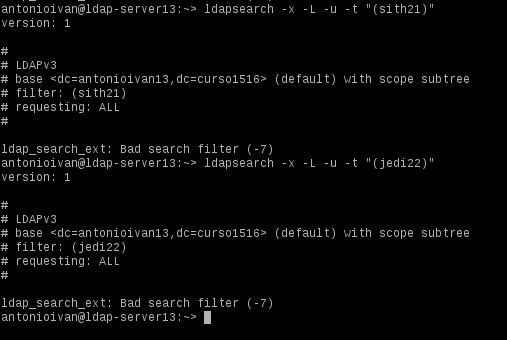 antonioivan@ldap-server13:~> ldapsearch -x -L -u -t "(sith21)"
version: 1
#
# LDAPv3
# base <dc=antonioivan13,dc=curso1516> (default) with scope subtree
# filter: (sith21)
# requesting: ALL
#
ldap_search_ext: Bad search filter (-7)
antonioivan@ldap-server13:~> ldapsearch -x -L -u -t "(jedi22)"
version: 1
#
# LDAPv3
# base <dc=antonioivan13,dc=curso1516> (default) with scope subtree
# filter: (jedi22)
# requesting: ALL
#
ldap_search_ext: Bad search filter (-7)
antonioivan@ldap-server13:~>